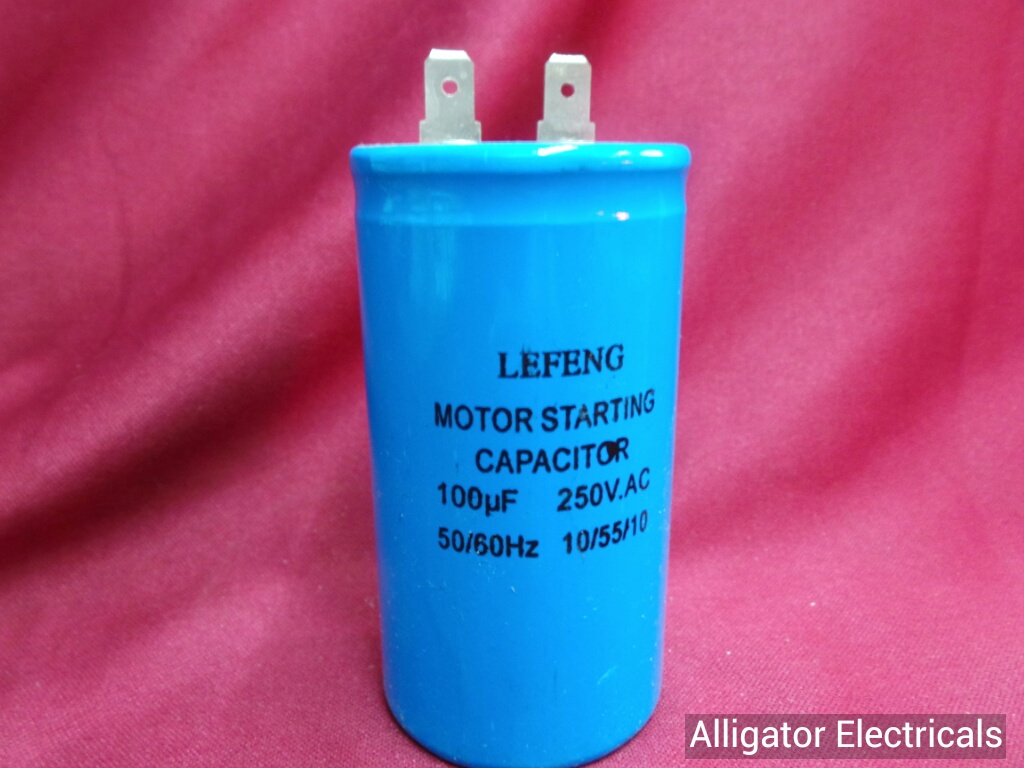 LEFENG
MOTOR STARTING
CAPACITOR
100µF 250V.AC
50/60Hz 10/55/10
Alligator Electricals